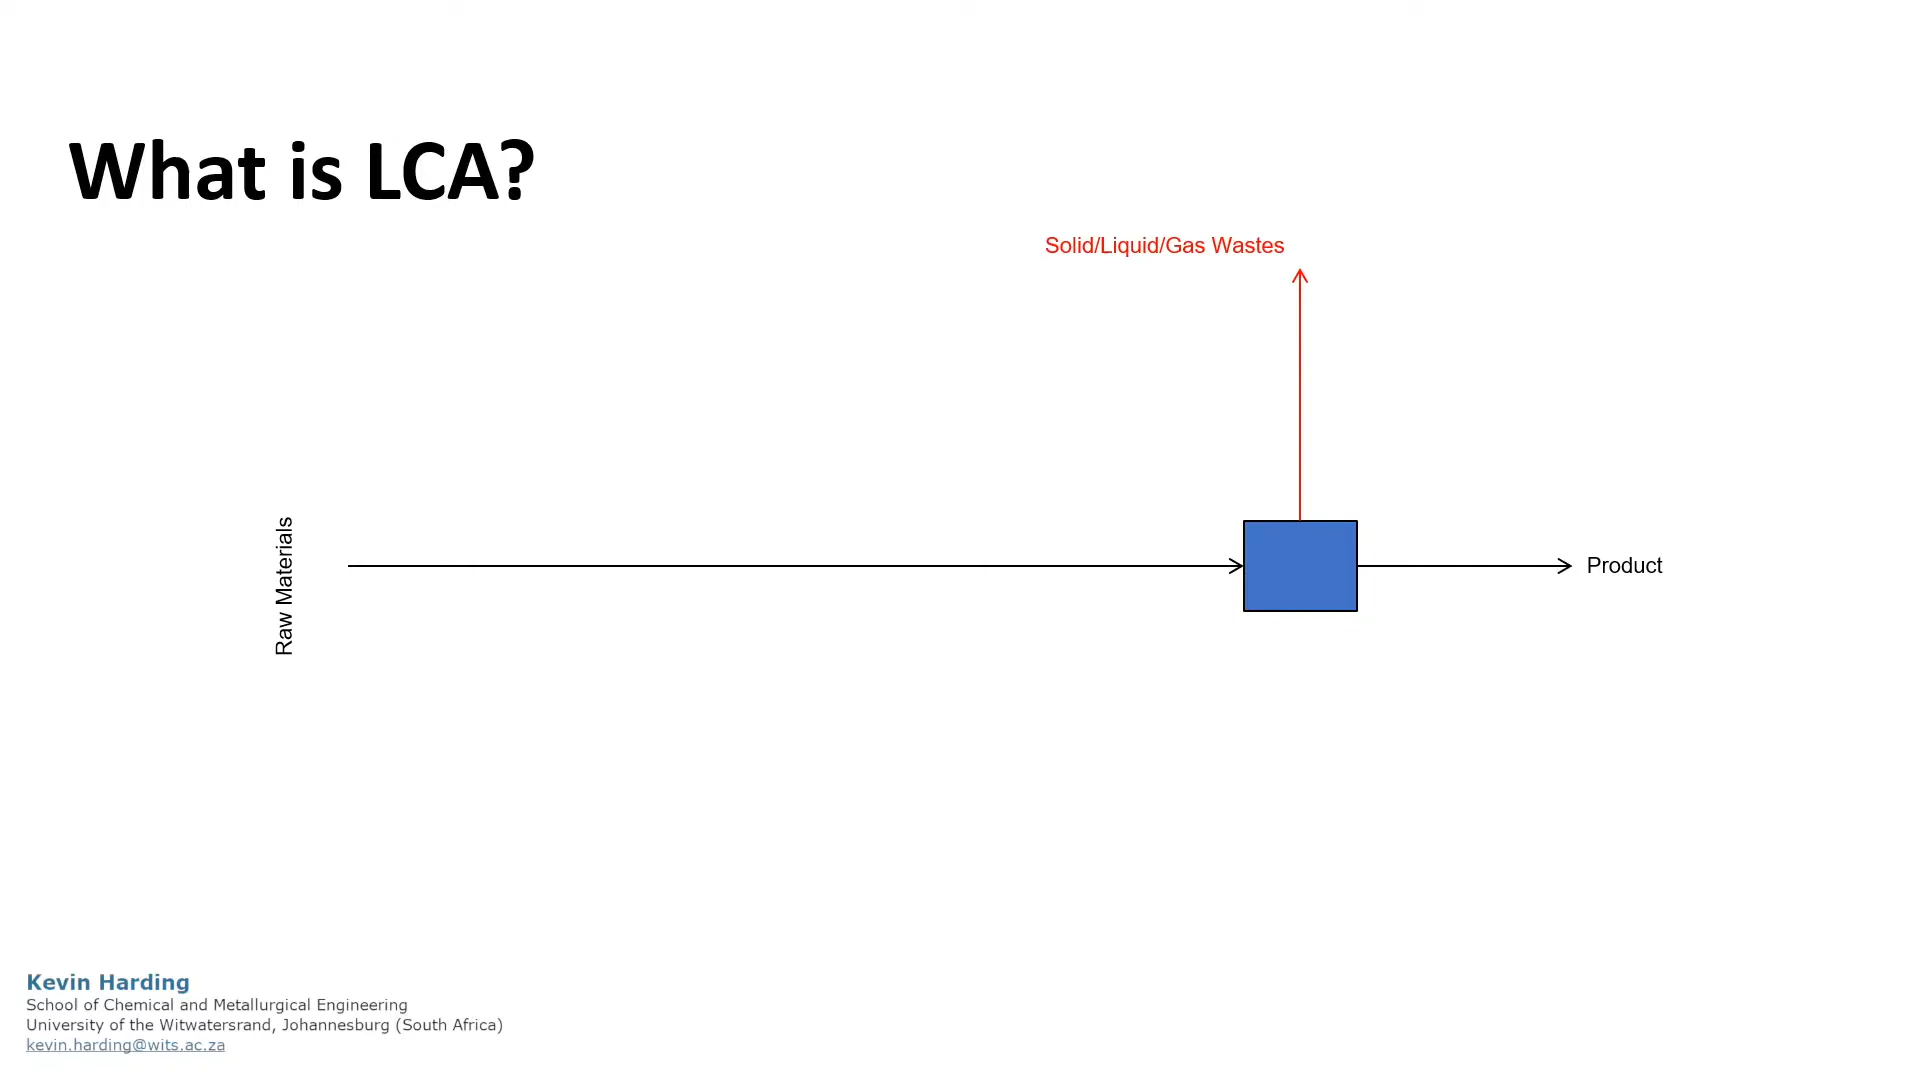 What is LCA?
Solid/Liquid/Gas Wastes
Raw Materials
Product
Kevin Harding
School of Chemical and Metallurgical Engineering
University of the Witwatersrand, Johannesburg (South Africa)
kevin.harding@wits.ac.za